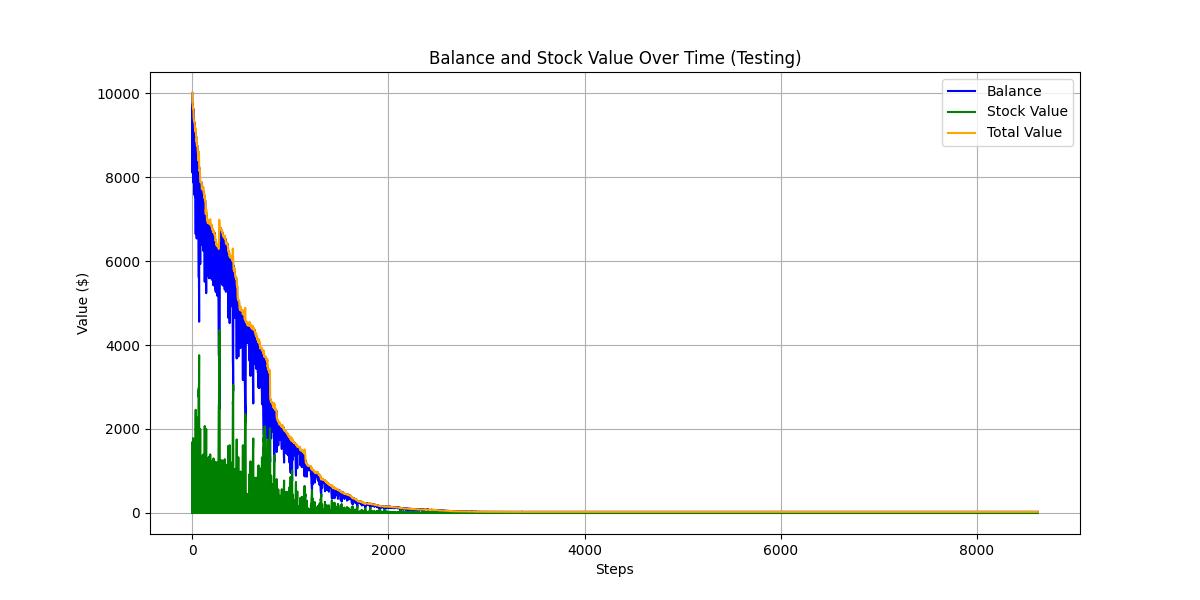 Balance and Stock Value Over Time (Testing)
Balance
Stock Value
Total Value
Value ($)
10000
8000
6000
4000
2000
0
0 2000 4000 6000 8000
Steps